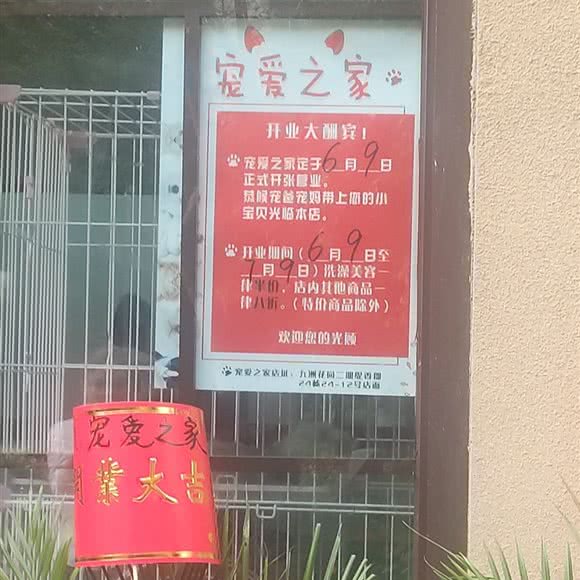 宠爱之家
开业大酬宾！
宠爱之家定于6月9日
正式开张营业。
恭候宠爸宠妈带上您的小
宝贝光临本店。
开业期间（6月9日至
7月9日）洗澡美容一
律半价，店内其他商品一
律八折。（特价商品除外）
欢迎您的光顾
宠爱之家店址：九洲花园二期聚香阁
24栋24-12号店面
宠爱之家
開業大吉